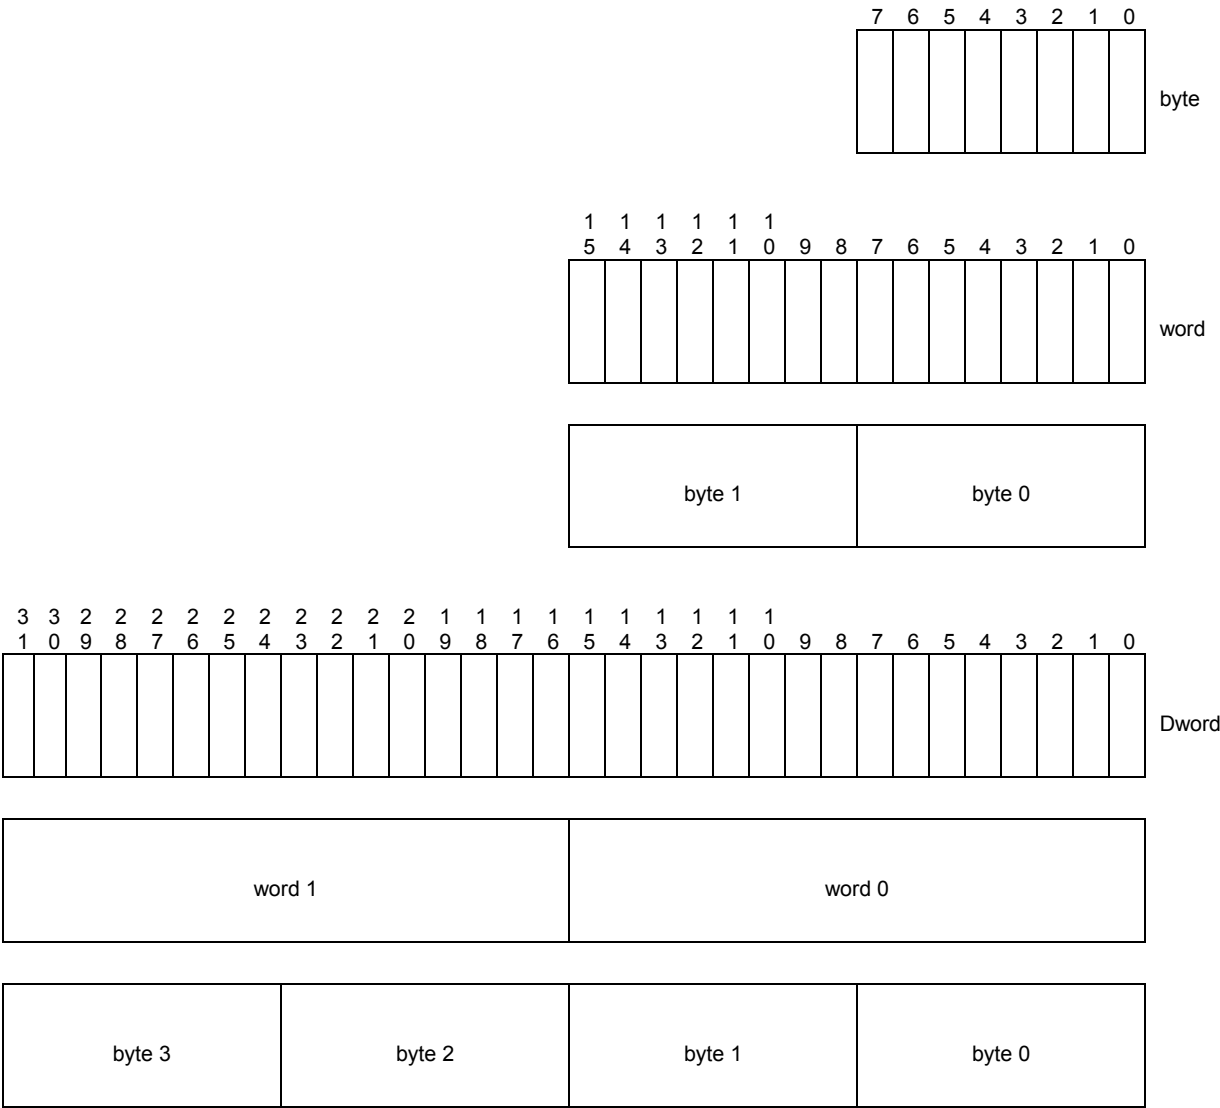 7 6 5 4 3 2 1 0
byte
1 1 1 1 1 1
5 4 3 2 1 0 9 8 7 6 5 4 3 2 1 0
word
byte 1 byte 0
3 3 2 2 2 2 2 2 2 2 2 2 1 1 1 1 1 1 1 1 1 1
1 0 9 8 7 6 5 4 3 2 1 0 9 8 7 6 5 4 3 2 1 0 9 8 7 6 5 4 3 2 1 0
Dword
word 1 word 0
byte 3 byte 2 byte 1 byte 0